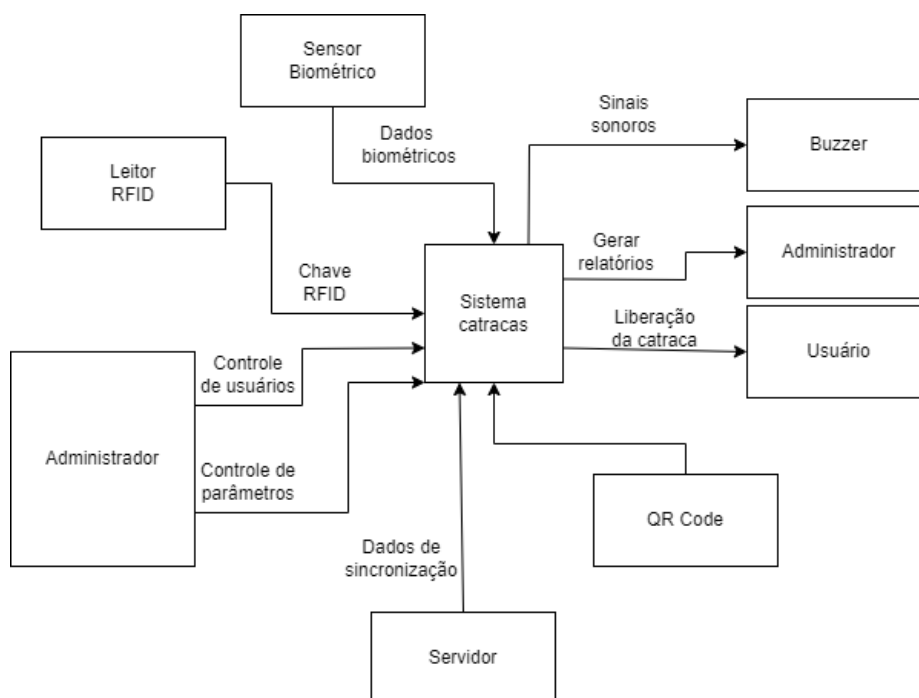 Sensor
Biométrico
Dados
biométricos
Sinais
sonoros
Buzzer
Leitor
RFID
Chave
RFID
Gerar
relatórios
Administrador
Sistema
catracas
Liberação
da catraca
Usuário
Controle
de usuários
Administrador
Controle de
parâmetros
QR Code
Dados de
sincronização
Servidor